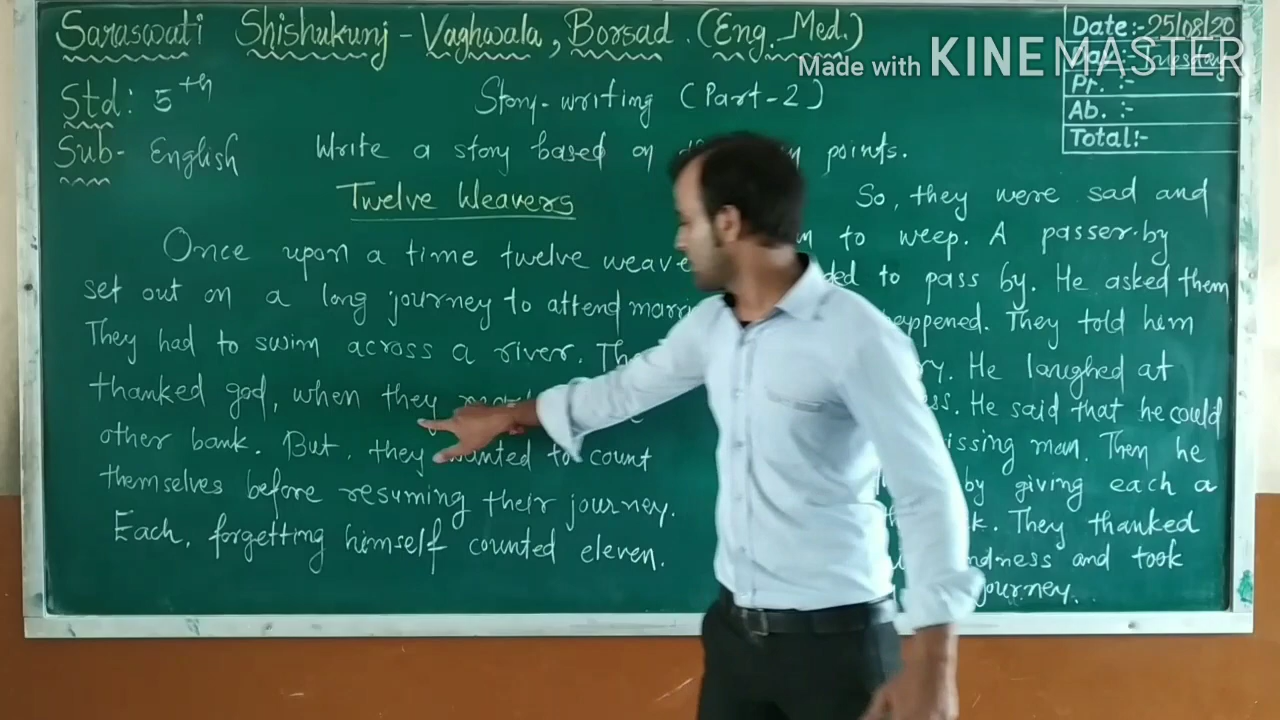 Saraswati Shishukunj - Vaghwala, Borsad. (Eng. Med.)
Date:- 25/08/20
Made with KINEMASTER
Pr. :-
Ab. :-
Total:-
Std: 5th
Story-writing (Part-2)
Sub- English
Write a story based on points.
Twelve Weavers
Once upon a time twelve
set out on a long journey to attend
They had to swim across a river.
thanked god, when they
other bank. But, they wanted to count
themselves before resuming their journey.
Each, forgetting himself counted eleven.
So, they were sad and
to weep. A passer-by
to pass by. He asked them
happened. They told him
He laughed at
He said that he could
missing man. Then he
by giving each a
They thanked
kindness and took
journey.